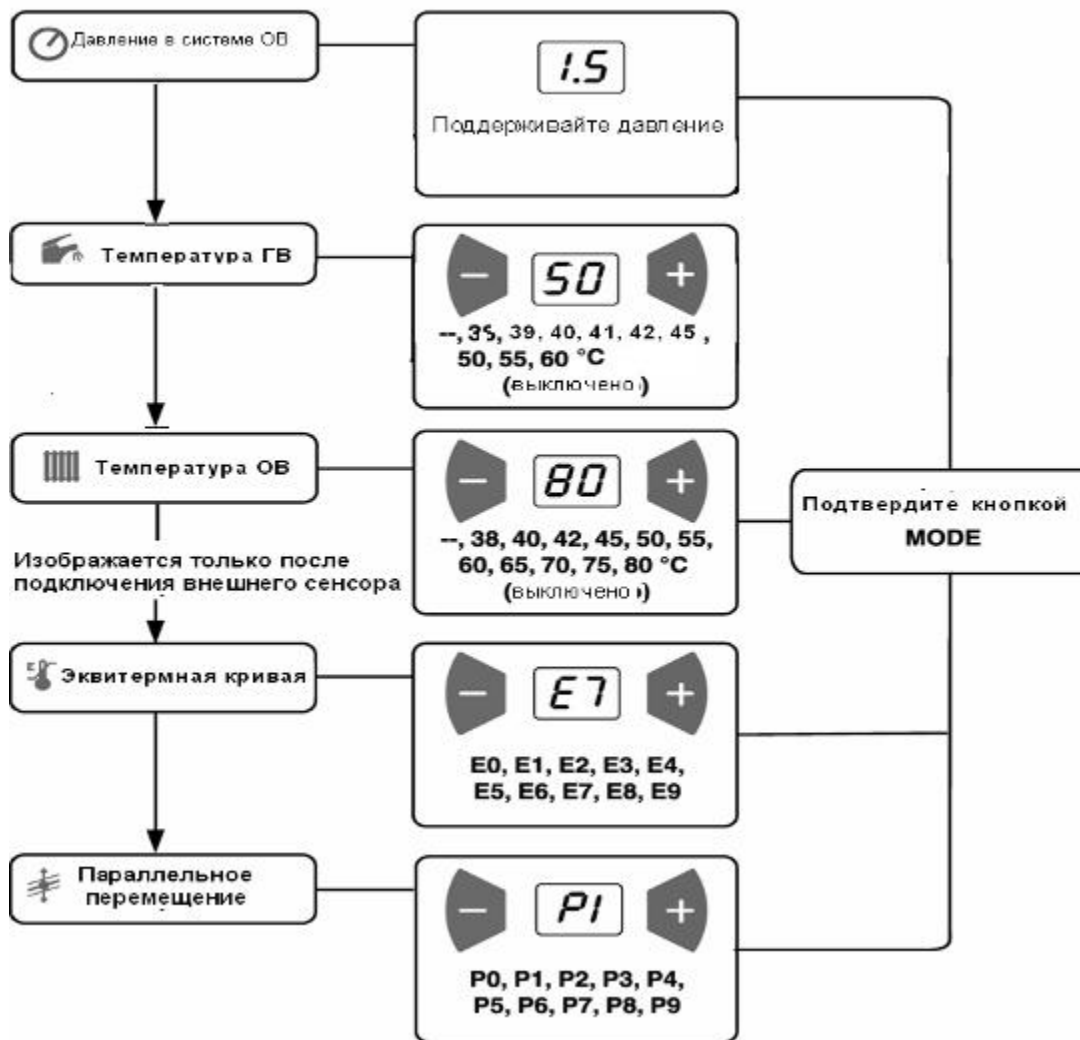 Давление в системе ОВ
1.5
Поддерживайте давление
Температура ГВ
− 50 +
--, 38, 39, 40, 41, 42, 45 ,
50, 55, 60 °C
(выключено)
Температура ОВ
− 80 +
--, 38, 40, 42, 45, 50, 55,
60, 65, 70, 75, 80 °C
(выключено)
Подтвердите кнопкой
MODE
Изображается только после
подключения внешнего сенсора
Эквитермная кривая
− E7 +
E0, E1, E2, E3, E4,
E5, E6, E7, E8, E9
Параллельное
перемещение
− P1 +
P0, P1, P2, P3, P4,
P5, P6, P7, P8, P9